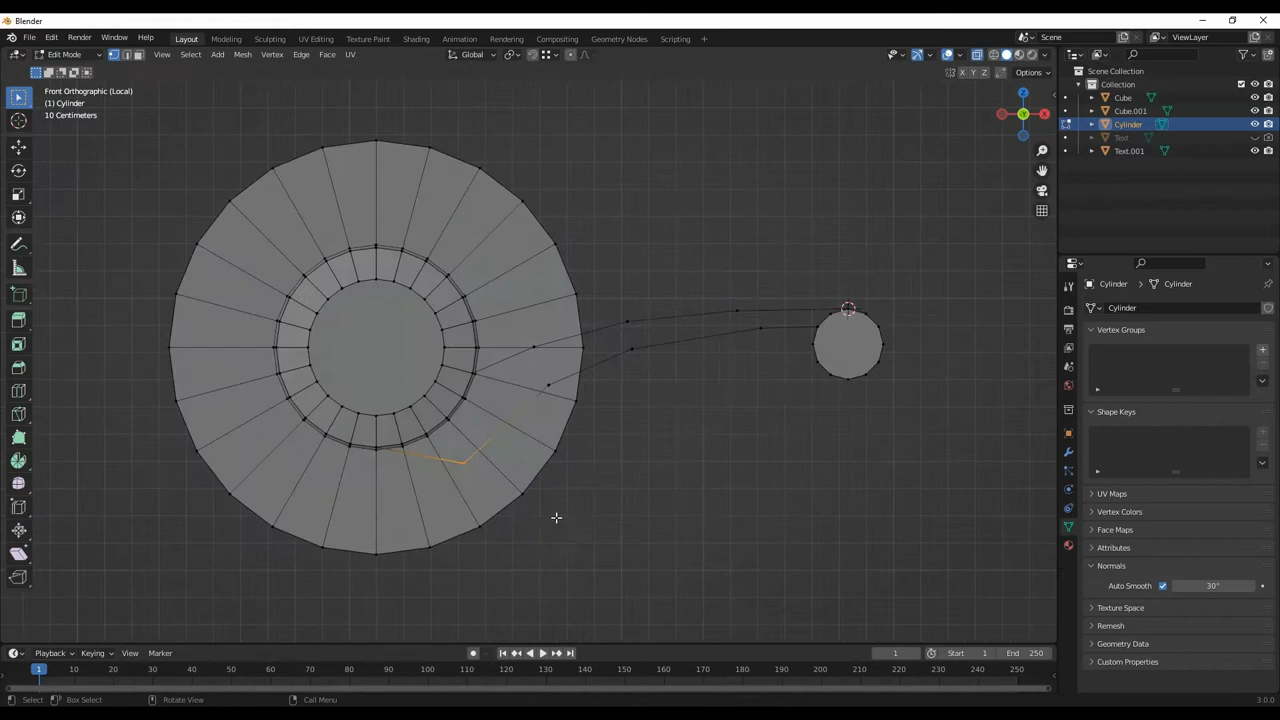 Blender
File Edit Render Window Help Layout Modeling Sculpting UV Editing Texture Paint Shading Animation Rendering Compositing Geometry Nodes Scripting Scene ViewLayer
Edit Mode View Select Add Mesh Vertex Edge Face UV Global
X Y Z Options
Front Orthographic (Local)
(1) Cylinder
10 Centimeters
Z
Y
X
Scene Collection
Collection
Cube
Cube.001
Cylinder
Text
Text.001
Cylinder Cylinder
Cylinder
Vertex Groups
Shape Keys
UV Maps
Vertex Colors
Face Maps
Attributes
Normals
Auto Smooth 30°
Texture Space
Remesh
Geometry Data
Custom Properties
Playback Keying View Marker 1 Start 1 End 250
1 10 20 30 40 50 60 70 80 90 100 110 120 130 140 150 160 170 180 190 200 210 220 230 240 250
Select Box Select Rotate View Call Menu 3.0.0